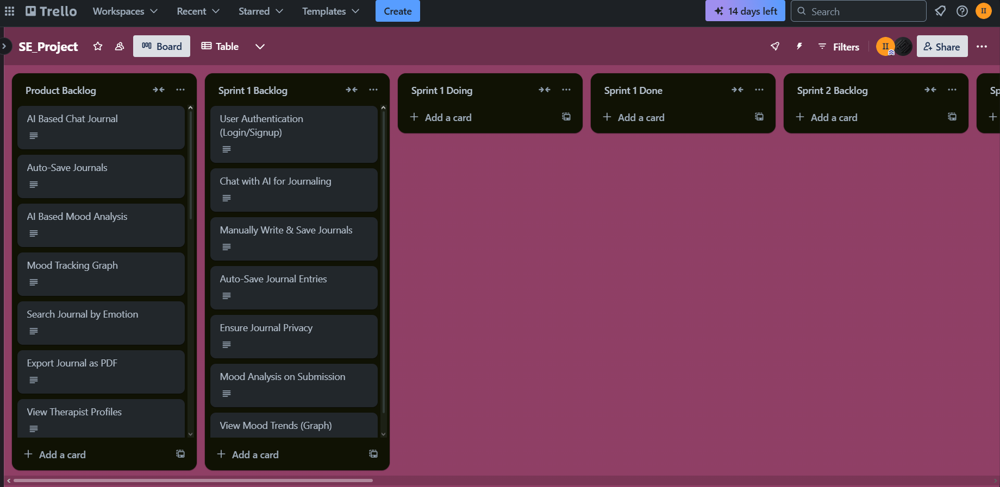 Trello
Workspaces
Recent
Starred
Templates
Create
14 days left
Search
II
SE_Project
Board
Table
Filters
II
Share
Product Backlog
AI Based Chat Journal
Auto-Save Journals
AI Based Mood Analysis
Mood Tracking Graph
Search Journal by Emotion
Export Journal as PDF
View Therapist Profiles
Add a card
Sprint 1 Backlog
User Authentication
(Login/Signup)
Chat with AI for Journaling
Manually Write & Save Journals
Auto-Save Journal Entries
Ensure Journal Privacy
Mood Analysis on Submission
View Mood Trends (Graph)
Add a card
Sprint 1 Doing
Add a card
Sprint 1 Done
Add a card
Sprint 2 Backlog
Add a card
Sp